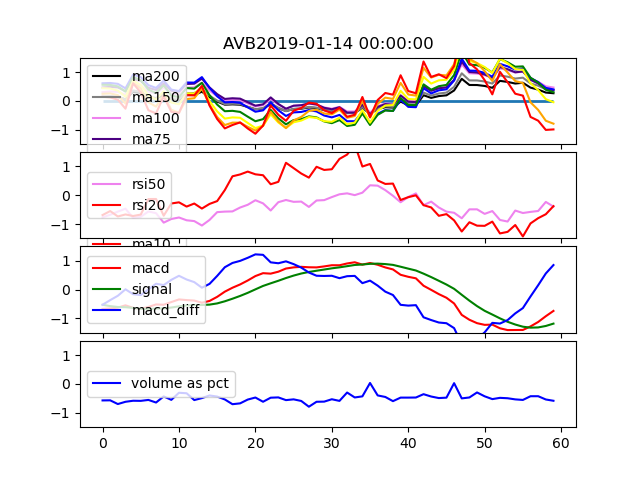 AVB2019-01-14 00:00:00
1
0
−1
ma200
ma150
ma100
ma75
1
0
−1
rsi50
rsi20
ma10
1
0
−1
macd
signal
macd_diff
1
0
−1
volume as pct
0 10 20 30 40 50 60